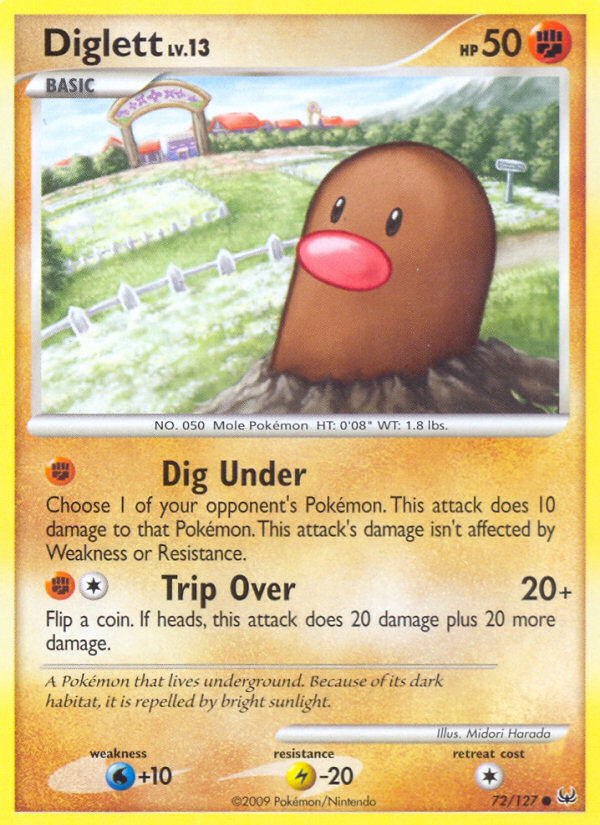 Diglett LV.13
HP 50
BASIC
NO. 050 Mole Pokémon HT: 0'08" WT: 1.8 lbs.
Dig Under
Choose 1 of your opponent's Pokémon. This attack does 10
damage to that Pokémon. This attack's damage isn't affected by
Weakness or Resistance.
Trip Over 20+
Flip a coin. If heads, this attack does 20 damage plus 20 more
damage.
A Pokémon that lives underground. Because of its dark
habitat, it is repelled by bright sunlight.
Illus. Midori Harada
weakness resistance retreat cost
+10 -20
©2009 Pokémon/Nintendo 72/127